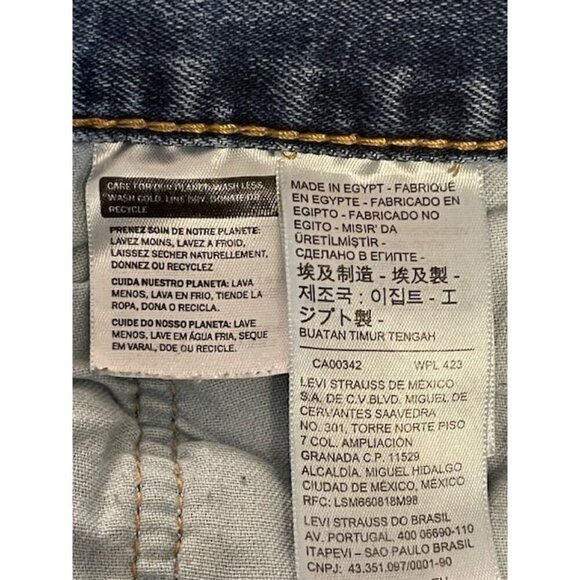 CARE FOR OUR PLANET: WASH LESS,
WASH COLD, LINE DRY, DONATE OR
RECYCLE
PRENEZ SOIN DE NOTRE PLANETE:
LAVEZ MOINS, LAVEZ A FROID,
LAISSEZ SECHER NATURELLEMENT,
DONNEZ OU RECYCLEZ
CUIDA NUESTRO PLANETA: LAVA
MENOS, LAVA EN FRIO, TIENDE LA
ROPA, DONA O RECICLA.
CUIDE DO NOSSO PLANETA: LAVE
MENOS, LAVE EM ÁGUA FRIA, SEQUE
EM VARAL, DOE OU RECICLE.
MADE IN EGYPT - FABRIQUÉ
EN EGYPTE - FABRICADO EN
EGIPTO - FABRICADO NO
EGITO - MISIR'DA
ÜRETİLMİŞTİR -
СДЕЛАНО В ЕГИПТЕ -
埃及制造 - 埃及製 -
제조국 : 이집트 - エ
ジプト製 -
BUATAN TIMUR TENGAH
CA00342 WPL 423
LEVI STRAUSS DE MÉXICO
S.A. DE C.V.BLVD. MIGUEL DE
CERVANTES SAAVEDRA
NO. 301, TORRE NORTE PISO
7 COL. AMPLIACIÓN
GRANADA C.P. 11529
ALCALDÍA. MIGUEL HIDALGO
CIUDAD DE MÉXICO, MÉXICO
RFC: LSM660818M98
LEVI STRAUSS DO BRASIL
AV. PORTUGAL, 400 06690-110
ITAPEVI – SAO PAULO BRASIL
CNPJ: 43.351.097/0001-90